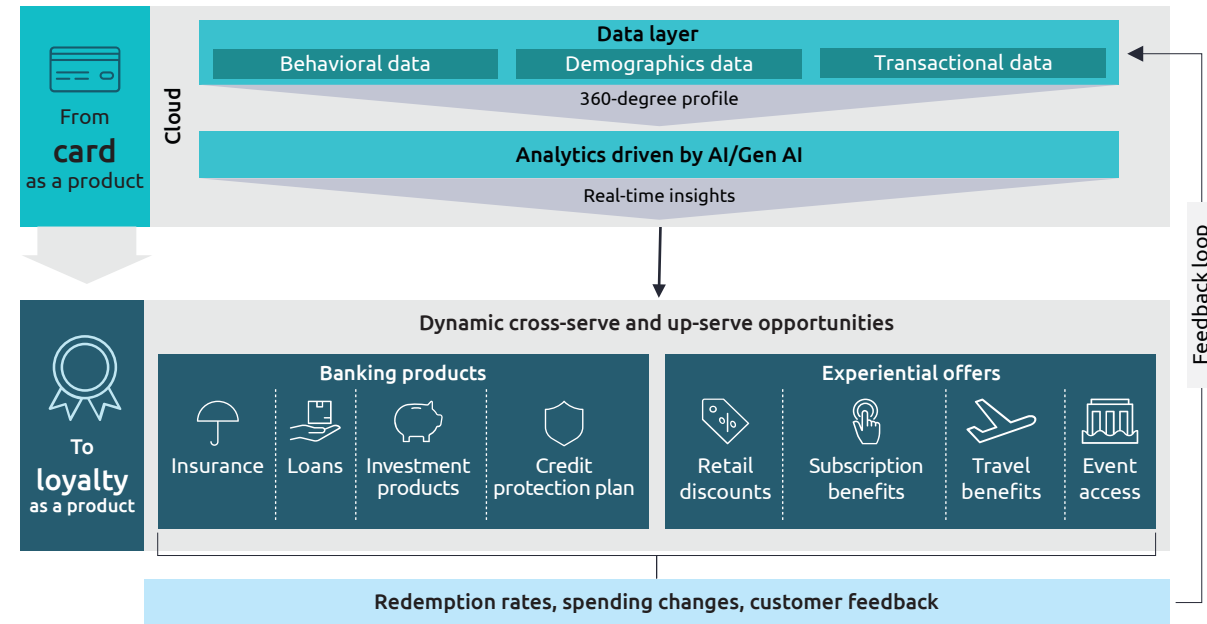 From
card
as a product
Cloud
Data layer
Behavioral data
Demographics data
Transactional data
360-degree profile
Analytics driven by AI/Gen AI
Real-time insights
Feedback loop
To
loyalty
as a product
Dynamic cross-serve and up-serve opportunities
Banking products
Insurance
Loans
Investment
products
Credit
protection plan
Experiential offers
%
Retail
discounts
Subscription
benefits
Travel
benefits
Event
access
Redemption rates, spending changes, customer feedback